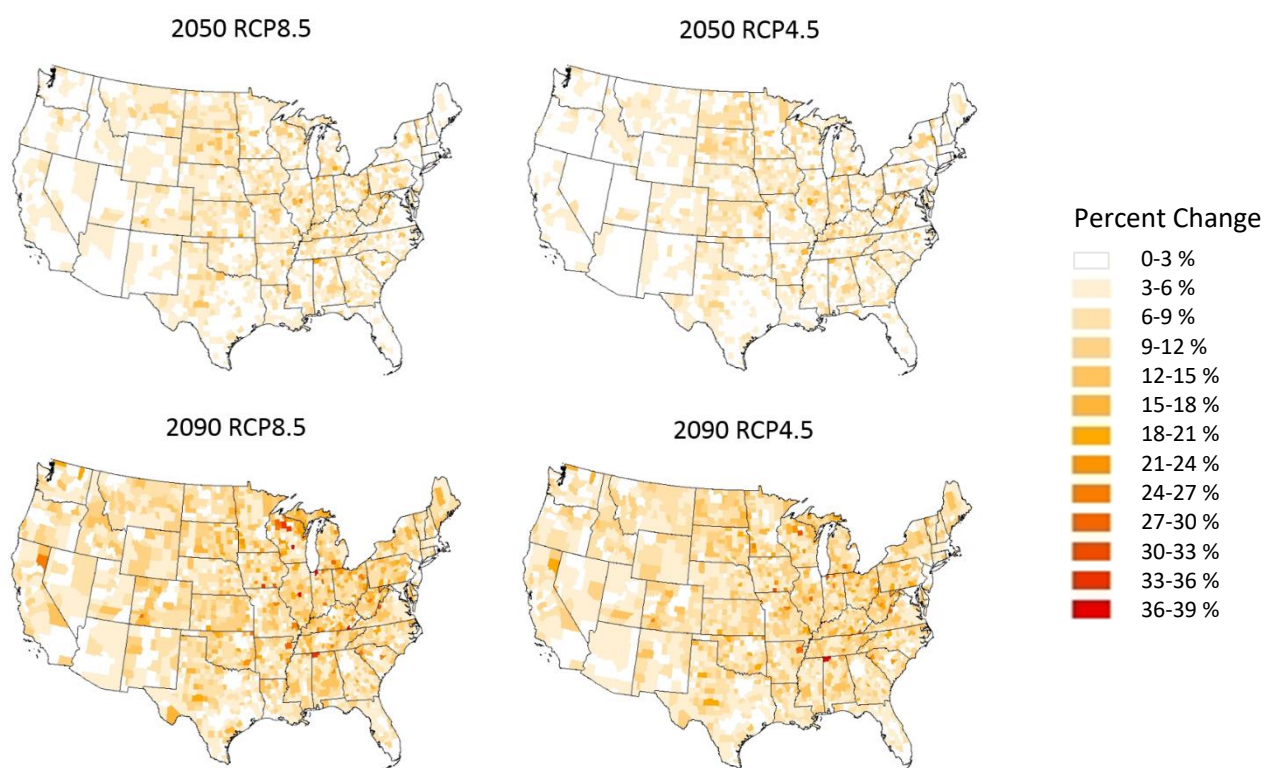 2050 RCP8.5
2050 RCP4.5
Percent Change
0-3 %
3-6 %
6-9 %
9-12 %
12-15 %
15-18 %
18-21 %
21-24 %
24-27 %
27-30 %
30-33 %
33-36 %
36-39 %
2090 RCP8.5
2090 RCP4.5